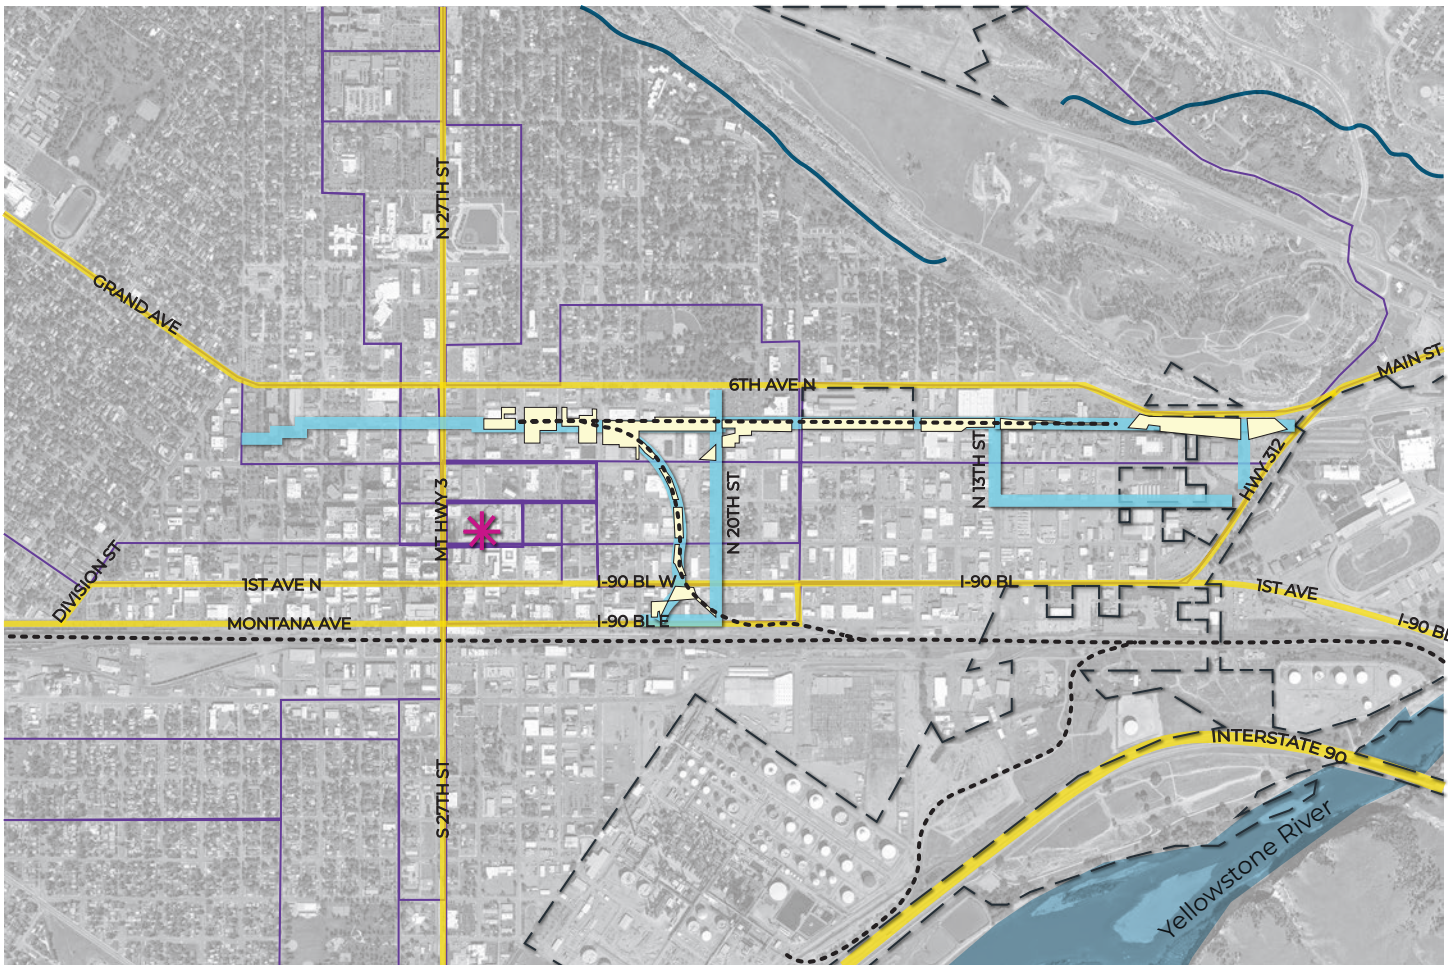 N 27TH ST
GRAND AVE
MAIN ST
6TH AVE N
MT HWY 3
N 20TH ST
N 13TH ST
HWY 312
DIVISION ST
1ST AVE N
I-90 BL W
I-90 BL
1ST AVE
MONTANA AVE
I-90 BL E
I-90 BL
INTERSTATE 90
S 27TH ST
Yellowstone River